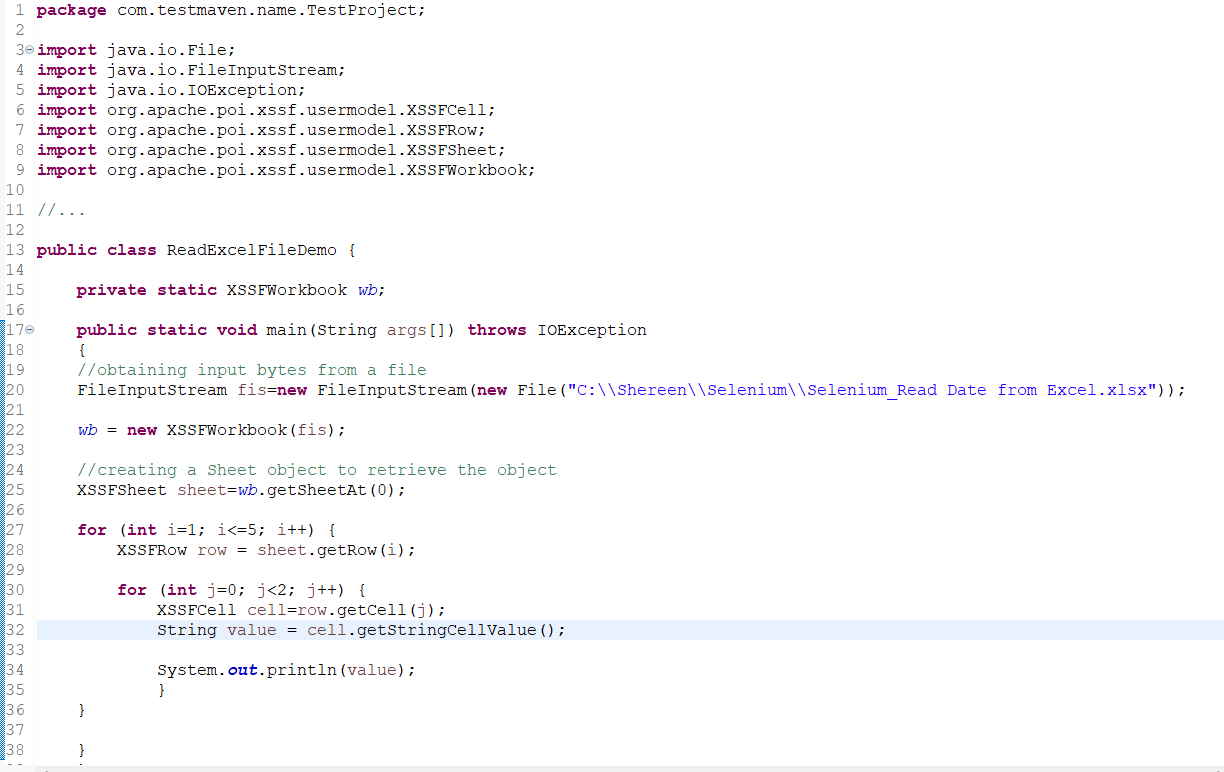 1 package com.testmaven.name.TestProject;
2
3 import java.io.File;
4 import java.io.FileInputStream;
5 import java.io.IOException;
6 import org.apache.poi.xssf.usermodel.XSSFCell;
7 import org.apache.poi.xssf.usermodel.XSSFRow;
8 import org.apache.poi.xssf.usermodel.XSSFSheet;
9 import org.apache.poi.xssf.usermodel.XSSFWorkbook;
10
11 //...
12
13 public class ReadExcelFileDemo {
14
15     private static XSSFWorkbook wb;
16
17     public static void main(String args[]) throws IOException
18     {
19     //obtaining input bytes from a file
20     FileInputStream fis=new FileInputStream(new File("C:\\Shereen\\Selenium\\Selenium_Read Date from Excel.xlsx"));
21
22     wb = new XSSFWorkbook(fis);
23
24     //creating a Sheet object to retrieve the object
25     XSSFSheet sheet=wb.getSheetAt(0);
26
27     for (int i=1; i<=5; i++) {
28         XSSFRow row = sheet.getRow(i);
29
30         for (int j=0; j<2; j++) {
31             XSSFCell cell=row.getCell(j);
32             String value = cell.getStringCellValue();
33
34             System.out.println(value);
35             }
36     }
37
38     }